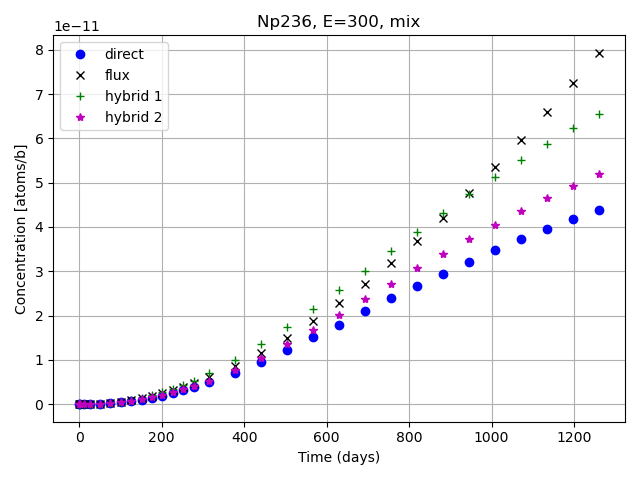 Np236, E=300, mix
1e−11
direct
flux
hybrid 1
hybrid 2
Concentration [atoms/b]
8
7
6
5
4
3
2
1
0
0 200 400 600 800 1000 1200
Time (days)